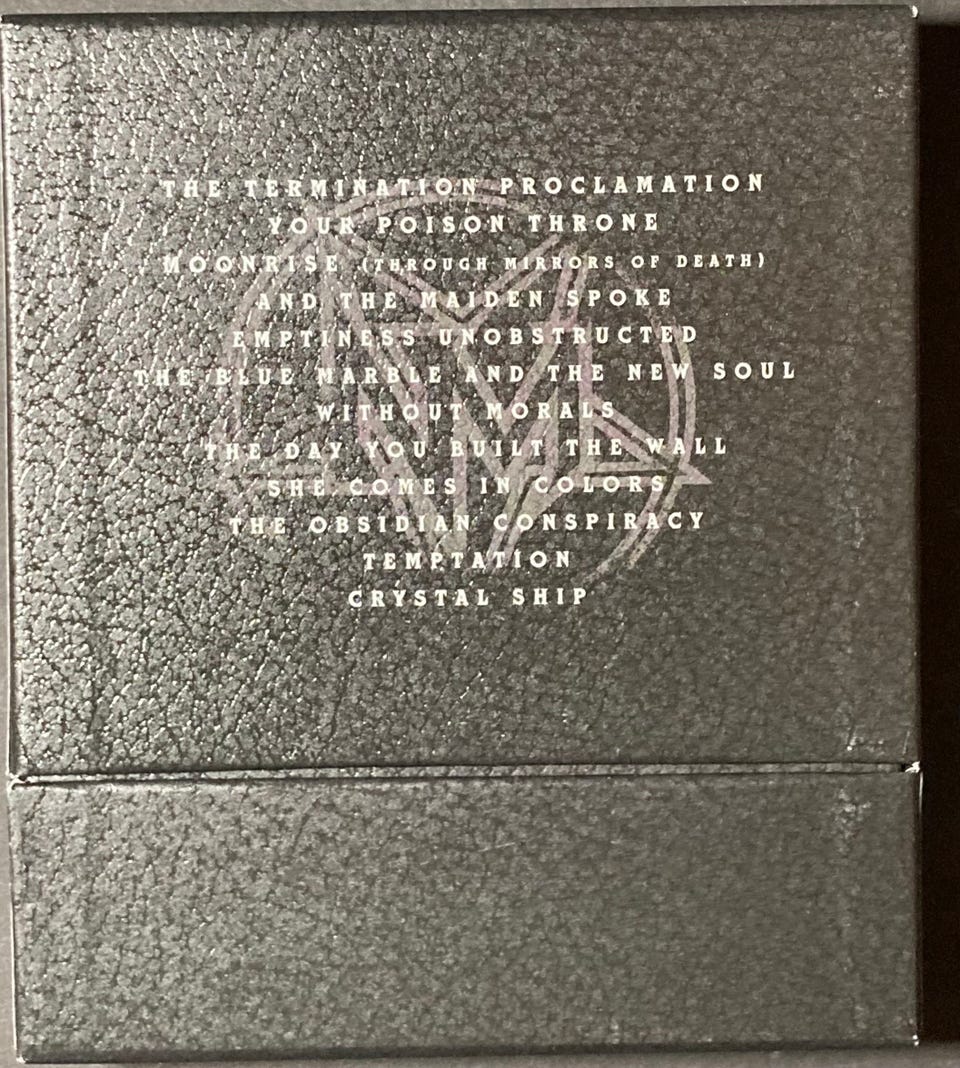 THE TERMINATION PROCLAMATION
YOUR POISON THRONE
MOONRISE (THROUGH MIRRORS OF DEATH)
AND THE MAIDEN SPOKE
EMPTINESS UNOBSTRUCTED
THE BLUE MARBLE AND THE NEW SOUL
WITHOUT MORALS
THE DAY YOU BUILT THE WALL
SHE COMES IN COLORS
THE OBSIDIAN CONSPIRACY
TEMPTATION
CRYSTAL SHIP